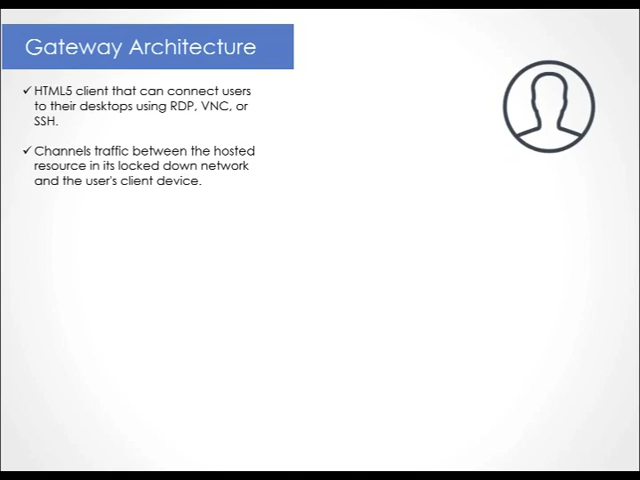 Gateway Architecture
✓ HTML5 client that can connect users
to their desktops using RDP, VNC, or
SSH.
✓ Channels traffic between the hosted
resource in its locked down network
and the user's client device.